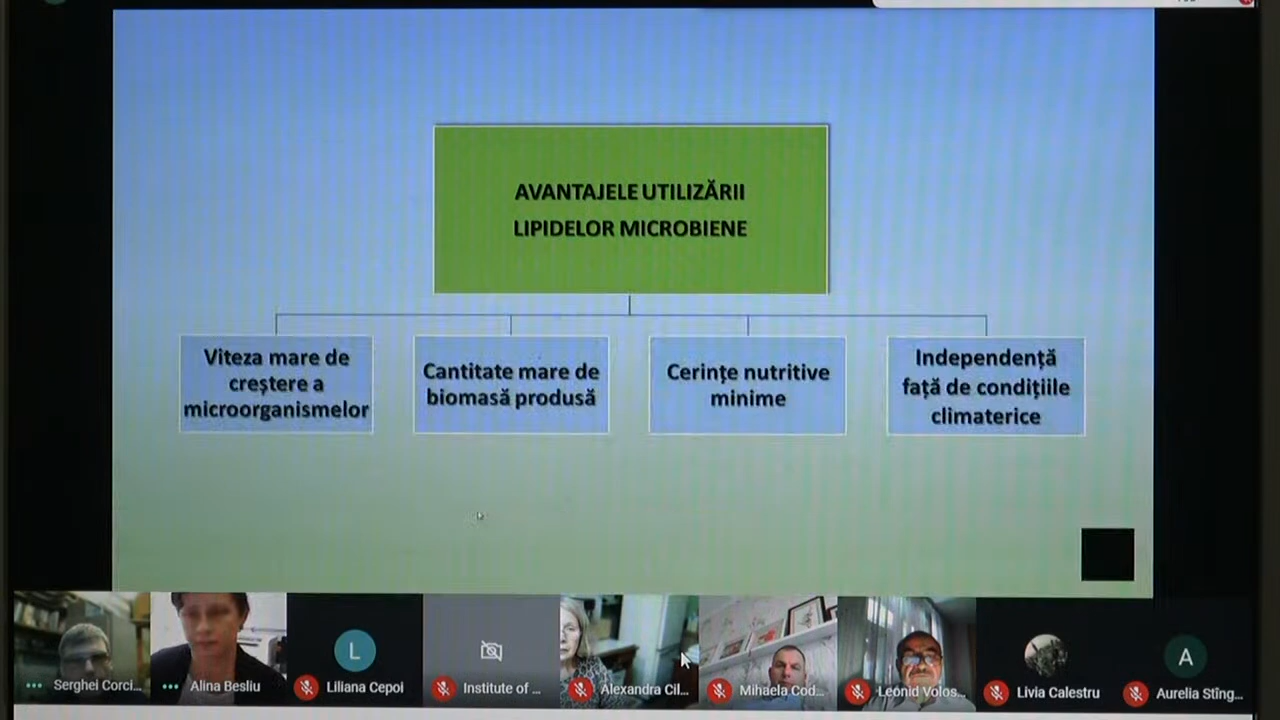 AVANTAJELE UTILIZĂRII
LIPIDELOR MICROBIENE
Viteza mare de
creștere a
microorganismelor
Cantitate mare de
biomasă produsă
Cerințe nutritive
minime
Independență
față de condițiile
climaterice
Serghei Corci...
Alina Besliu
L
Liliana Cepoi
Institute of ...
Alexandra Cil...
Mihaela Cod...
Leonid Volos...
Livia Calestru
A
Aurelia Stîng...